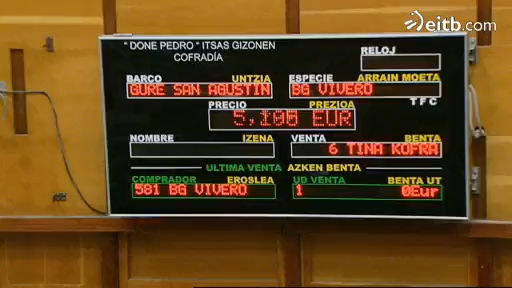 eitb.com
" DONE PEDRO " ITSAS GIZONEN
COFRADÍA
RELOJ
BARCO UNTZIA ESPECIE ARRAIN MOETA
GURE SAN AGUSTIN BG VIVERO
TFC
PRECIO PREZIOA
EUR
NOMBRE IZENA VENTA BENTA
6 TINA KOFRA
ULTIMA VENTA AZKEN BENTA
COMPRADOR EROSLEA UD VENTA BENTA UT
581 BG VIVERO 1 0Eur